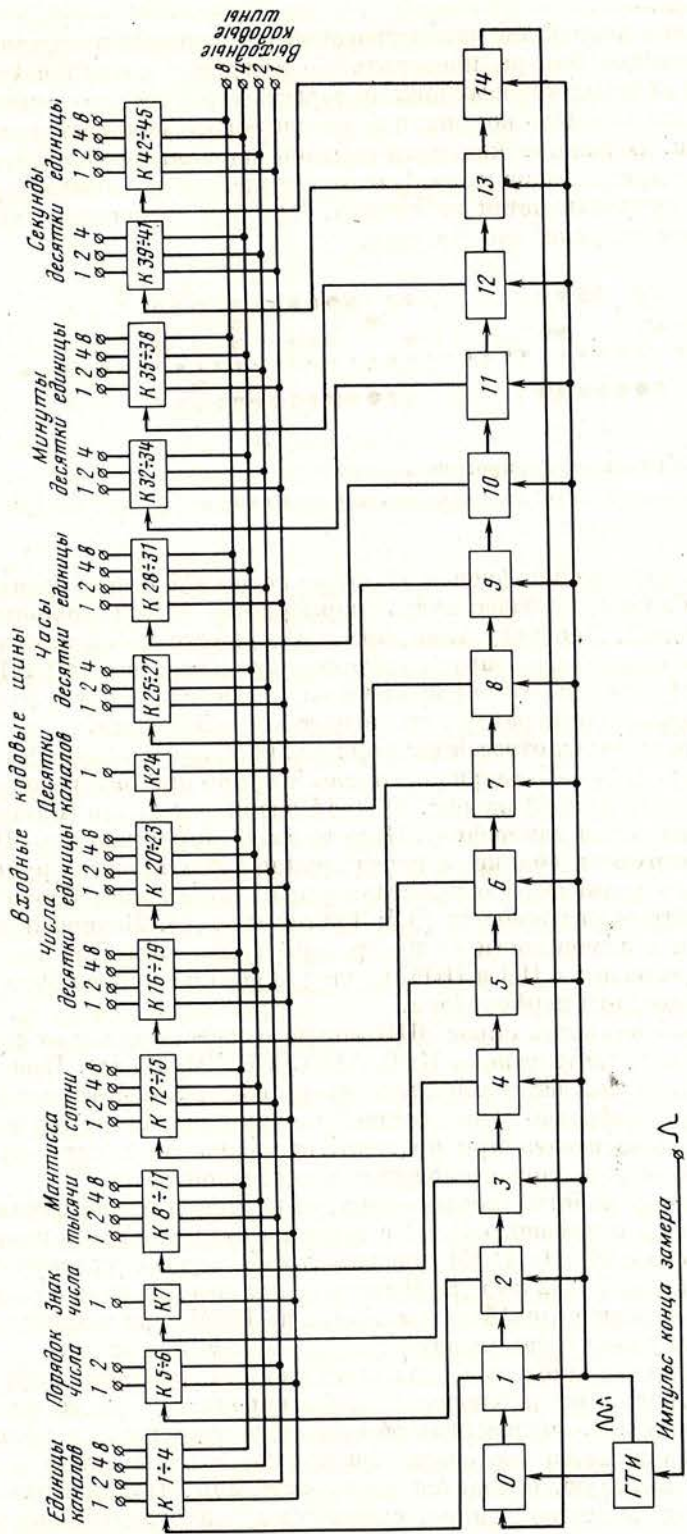 Входные кодовые шины
Единицы
каналов
Порядок
числа
Знак
числа
Мантисса
тысячи
сотни
Числа
десятки
единицы
Десятки
каналов
Часы
десятки
единицы
Минуты
десятки
единицы
Секунды
десятки
единицы
1 2 4 8
1 2
1
1 2 4 8
1 2 4 8
1 2 4 8
1 2 4 8
1
1 2 4
1 2 4 8
1 2 4
1 2 4 8
1 2 4
1 2 4 8
К 1÷4
К 5÷6
К7
К 8÷11
К 12÷15
К 16÷19
К 20÷23
К24
К 25÷27
К 28÷31
К 32÷34
К 35÷38
К 39÷41
К 42÷45
8
4
2
1
Выходные
кодовые
шины
0
1
2
3
4
5
6
7
8
9
10
11
12
13
14
ГТИ
Импульс конца замера